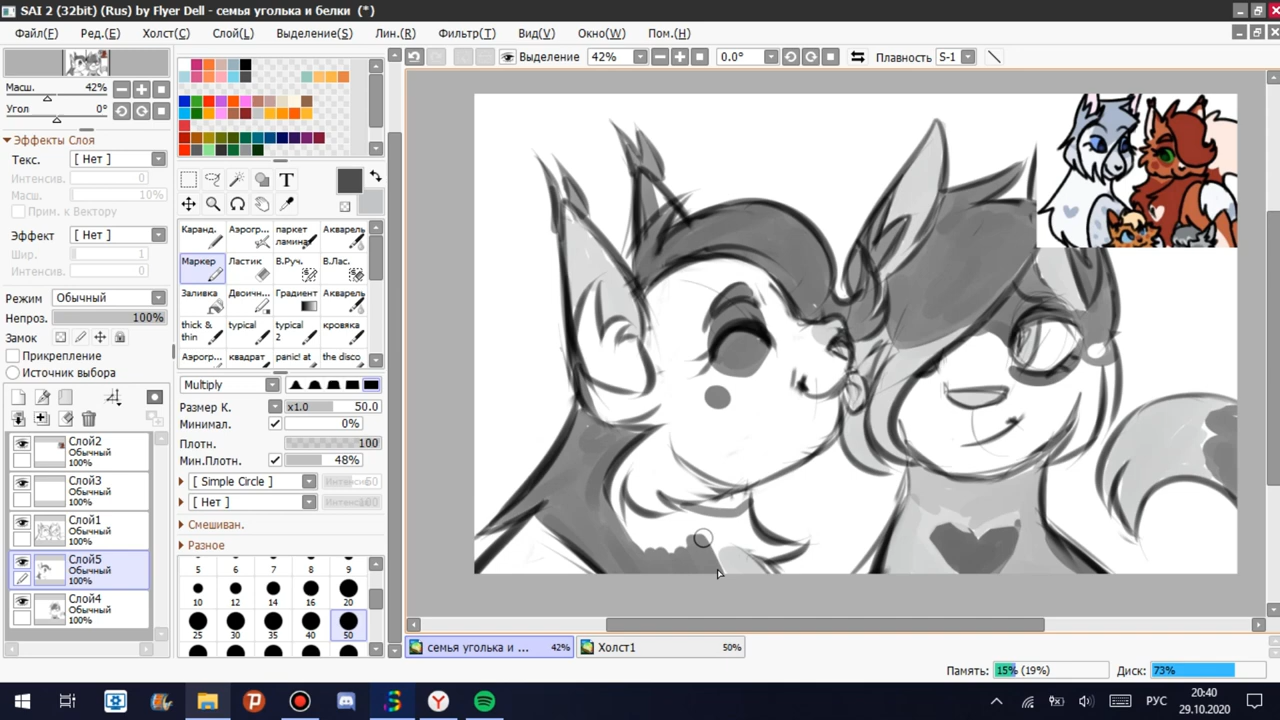 SAI 2 (32bit) (Rus) by Flyer Dell - семья уголька и белки (*)
Файл(F) Ред.(E) Холст(C) Слой(L) Выделение(S) Лин.(R) Фильтр(T) Вид(V) Окно(W) Пом.(H)
Выделение 42% 0.0° Плавность S-1
Масш. 42%
Угол 0°
Эффекты Слоя
Текс. [ Нет ]
Интенсив. 0
Масш. 10%
Прим. к Вектору
Эффект [ Нет ]
Шир. 1
Интенсив. 0
Режим Обычный
Непроз. 100%
Замок
Прикрепление
Источник выбора
Слой2
Обычный
100%
Слой3
Обычный
100%
Слой1
Обычный
100%
Слой5
Обычный
100%
Слой4
Обычный
100%
T
Каранд. Аэрогр... паркет ламина Акварель
Маркер Ластик В.Руч. В.Лас.
Заливка Двоичн... Градиент Акварель
thick & thin typical typical 2 кровяка
Аэрогр... квадрат panic! at the disco
Multiply
Размер К. x1.0 50.0
Минимал. 0%
Плотн. 100
Мин.Плотн. 48%
[ Simple Circle ]
[ Нет ]
Смешиван.
Разное
5 6 7 8 9
10 12 14 16 20
25 30 35 40 50
семья уголька и ... 42% Холст1 50%
Память: 15% (19%) Диск: 73%
РУС
20:40
29.10.2020